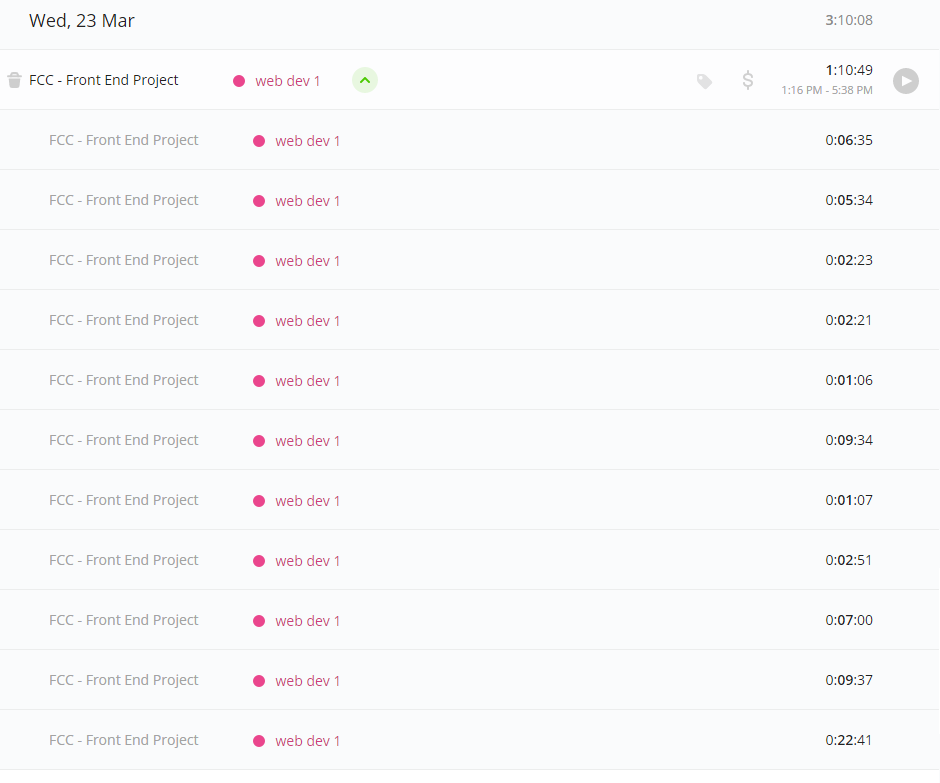 Wed, 23 Mar 3:10:08
FCC - Front End Project web dev 1 $ 1:10:49
1:16 PM - 5:38 PM
FCC - Front End Project web dev 1 0:06:35
FCC - Front End Project web dev 1 0:05:34
FCC - Front End Project web dev 1 0:02:23
FCC - Front End Project web dev 1 0:02:21
FCC - Front End Project web dev 1 0:01:06
FCC - Front End Project web dev 1 0:09:34
FCC - Front End Project web dev 1 0:01:07
FCC - Front End Project web dev 1 0:02:51
FCC - Front End Project web dev 1 0:07:00
FCC - Front End Project web dev 1 0:09:37
FCC - Front End Project web dev 1 0:22:41